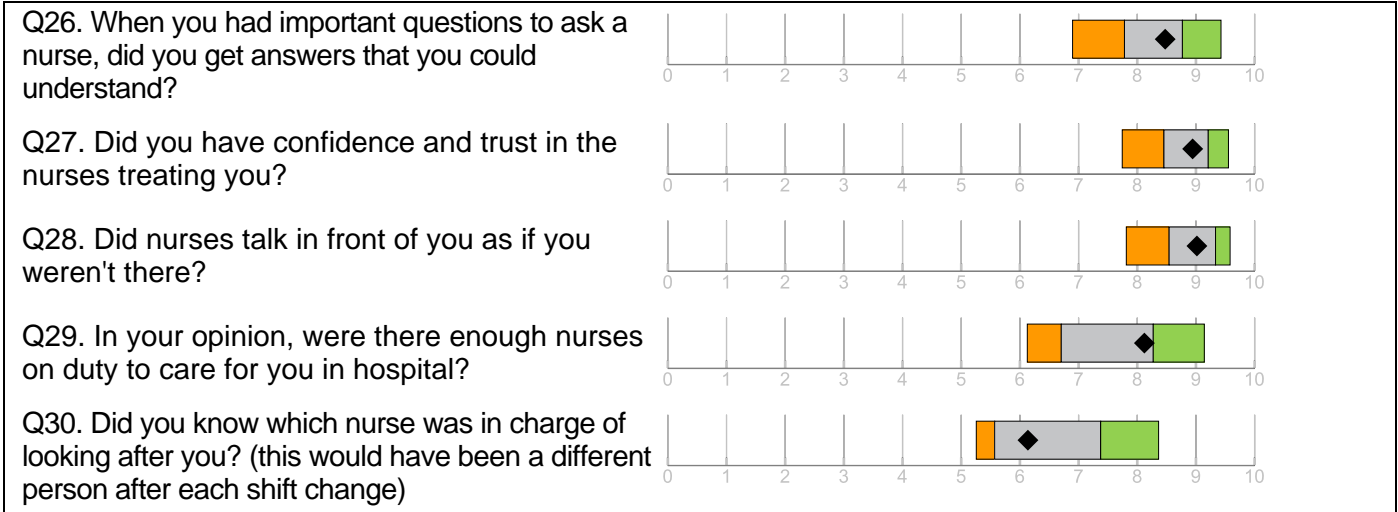 Q26. When you had important questions to ask a
nurse, did you get answers that you could
understand?
0 1 2 3 4 5 6 7 8 9 10
Q27. Did you have confidence and trust in the
nurses treating you?
0 1 2 3 4 5 6 7 8 9 10
Q28. Did nurses talk in front of you as if you
weren't there?
0 1 2 3 4 5 6 7 8 9 10
Q29. In your opinion, were there enough nurses
on duty to care for you in hospital?
0 1 2 3 4 5 6 7 8 9 10
Q30. Did you know which nurse was in charge of
looking after you? (this would have been a different
person after each shift change)
0 1 2 3 4 5 6 7 8 9 10